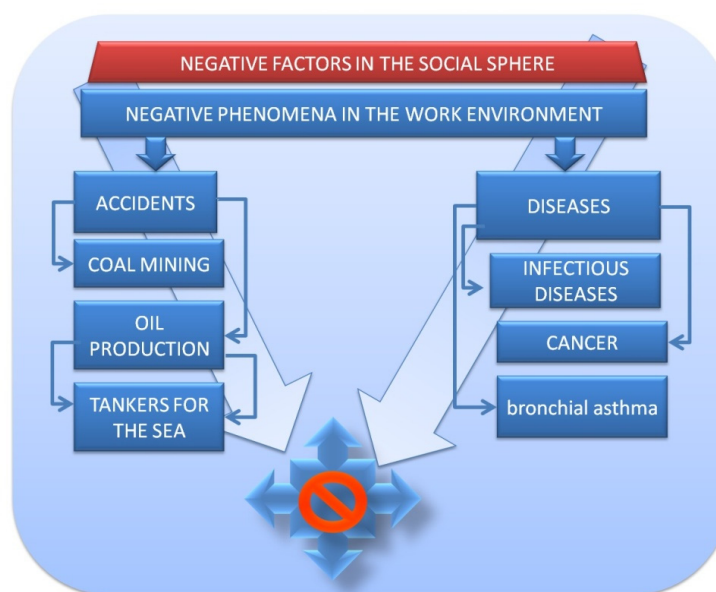 NEGATIVE FACTORS IN THE SOCIAL SPHERE
NEGATIVE PHENOMENA IN THE WORK ENVIRONMENT
ACCIDENTS
COAL MINING
OIL
PRODUCTION
TANKERS FOR
THE SEA
DISEASES
INFECTIOUS
DISEASES
CANCER
bronchial asthma